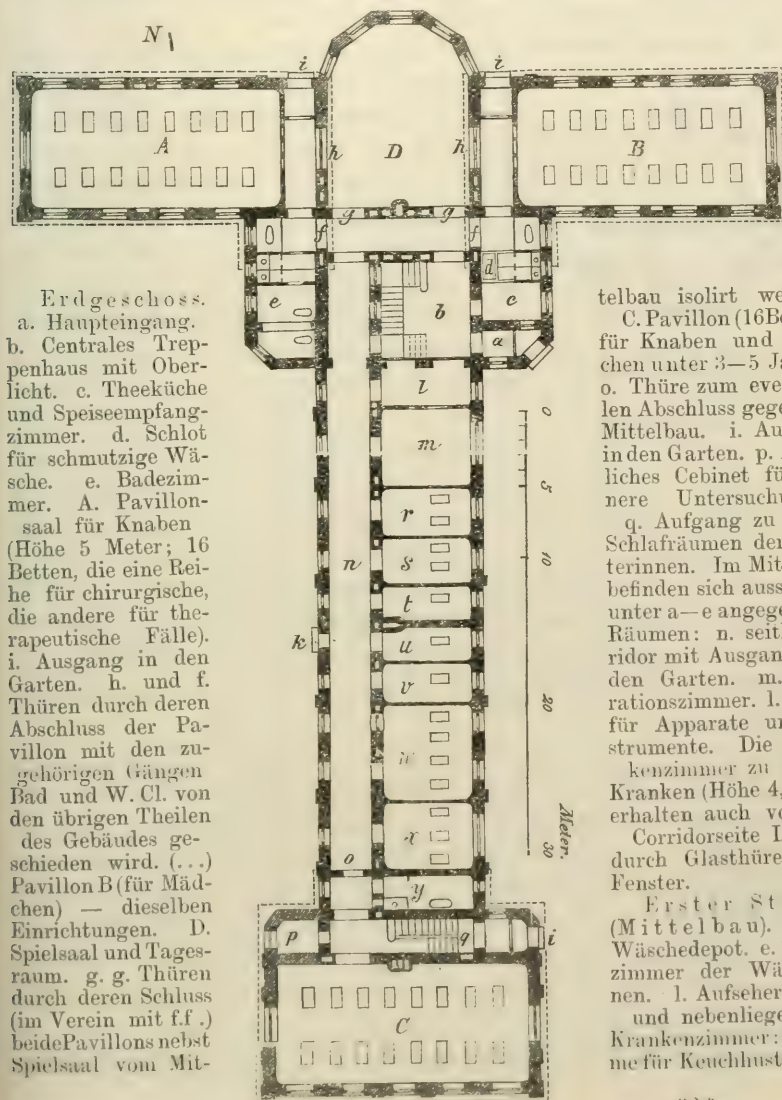 N
i
i
A
h
D
h
B
g
g
f
f
d
e
b
c
a
l
m
r
n
s
t
k
u
v
w
x
o
y
p
q
i
C
0
5
10
20
30
Meter.
Erdgeschoss.
a. Haupteingang.
b. Centrales Trep-
penhaus mit Ober-
licht. c. Theeküche
und Speiseempfang-
zimmer. d. Schlot
für schmutzige Wä-
sche. e. Badezim-
mer. A. Pavillon-
saal für Knaben
(Höhe 5 Meter; 16
Betten, die eine Rei-
he für chirurgische,
die andere für the-
rapeutische Fälle).
i. Ausgang in den
Garten. h. und f.
Thüren durch deren
Abschluss der Pa-
villon mit den zu-
gehörigen Gängen
Bad und W. Cl. von
den übrigen Theilen
des Gebäudes ge-
schieden wird. (...)
Pavillon B (für Mäd-
chen) — dieselben
Einrichtungen. D.
Spielsaal und Tages-
raum. g. g. Thüren
durch deren Schluss
(im Verein mit f.f.)
beide Pavillons nebst
Spielsaal vom Mit-
telbau isolirt we
C. Pavillon (16Be
für Knaben und
chen unter 3—5 Ja
o. Thüre zum eve
len Abschluss gege
Mittelbau. i. Au
in den Garten. p.
liches Cebinet fü
nere Untersuchu
q. Aufgang zu
Schlafräumen der
terinnen. Im Mit
befinden sich auss
unter a—e angege
Räumen: n. seit
ridor mit Ausgan
den Garten. m.
rationszimmer. l.
für Apparate un
strumente. Die
kenzimmer zu
Kranken (Höhe 4,
erhalten auch vo
Corridorseite L
durch Glasthüre
Fenster.
Erster St
(Mittelbau).
Wäschedepot. e.
zimmer der Wä
nen. l. Aufseher
und nebenliege
Krankenzimmer:
me für Keuchhust